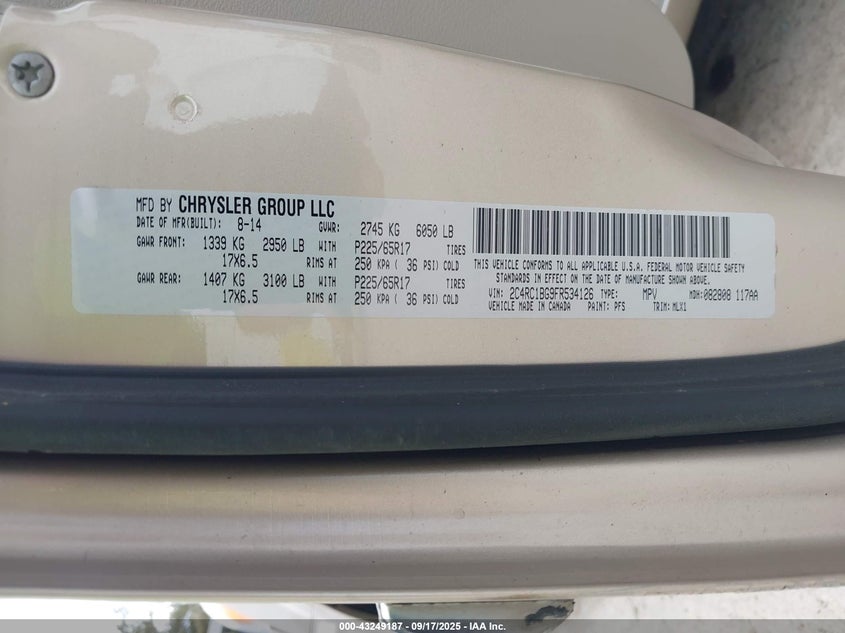 MFD BY CHRYSLER GROUP LLC
DATE OF MFR(BUILT): 8-14 GVWR: 2745 KG 6050 LB
GAWR FRONT: 1339 KG 2950 LB WITH P225/65R17 TIRES
17X6.5 RIMS AT 250 KPA ( 36 PSI) COLD
GAWR REAR: 1407 KG 3100 LB WITH P225/65R17 TIRES
17X6.5 RIMS AT 250 KPA ( 36 PSI) COLD
THIS VEHICLE CONFORMS TO ALL APPLICABLE U.S.A. FEDERAL MOTOR VEHICLE SAFETY
STANDARDS IN EFFECT ON THE DATE OF MANUFACTURE SHOWN ABOVE.
VIN: 2C4RC1BG9FR534126 TYPE: MPV MDH: 082808 117AA
VEHICLE MADE IN CANADA PAINT: PFS TRIM: MLX1
000-43249187 - 09/17/2025 - IAA Inc.